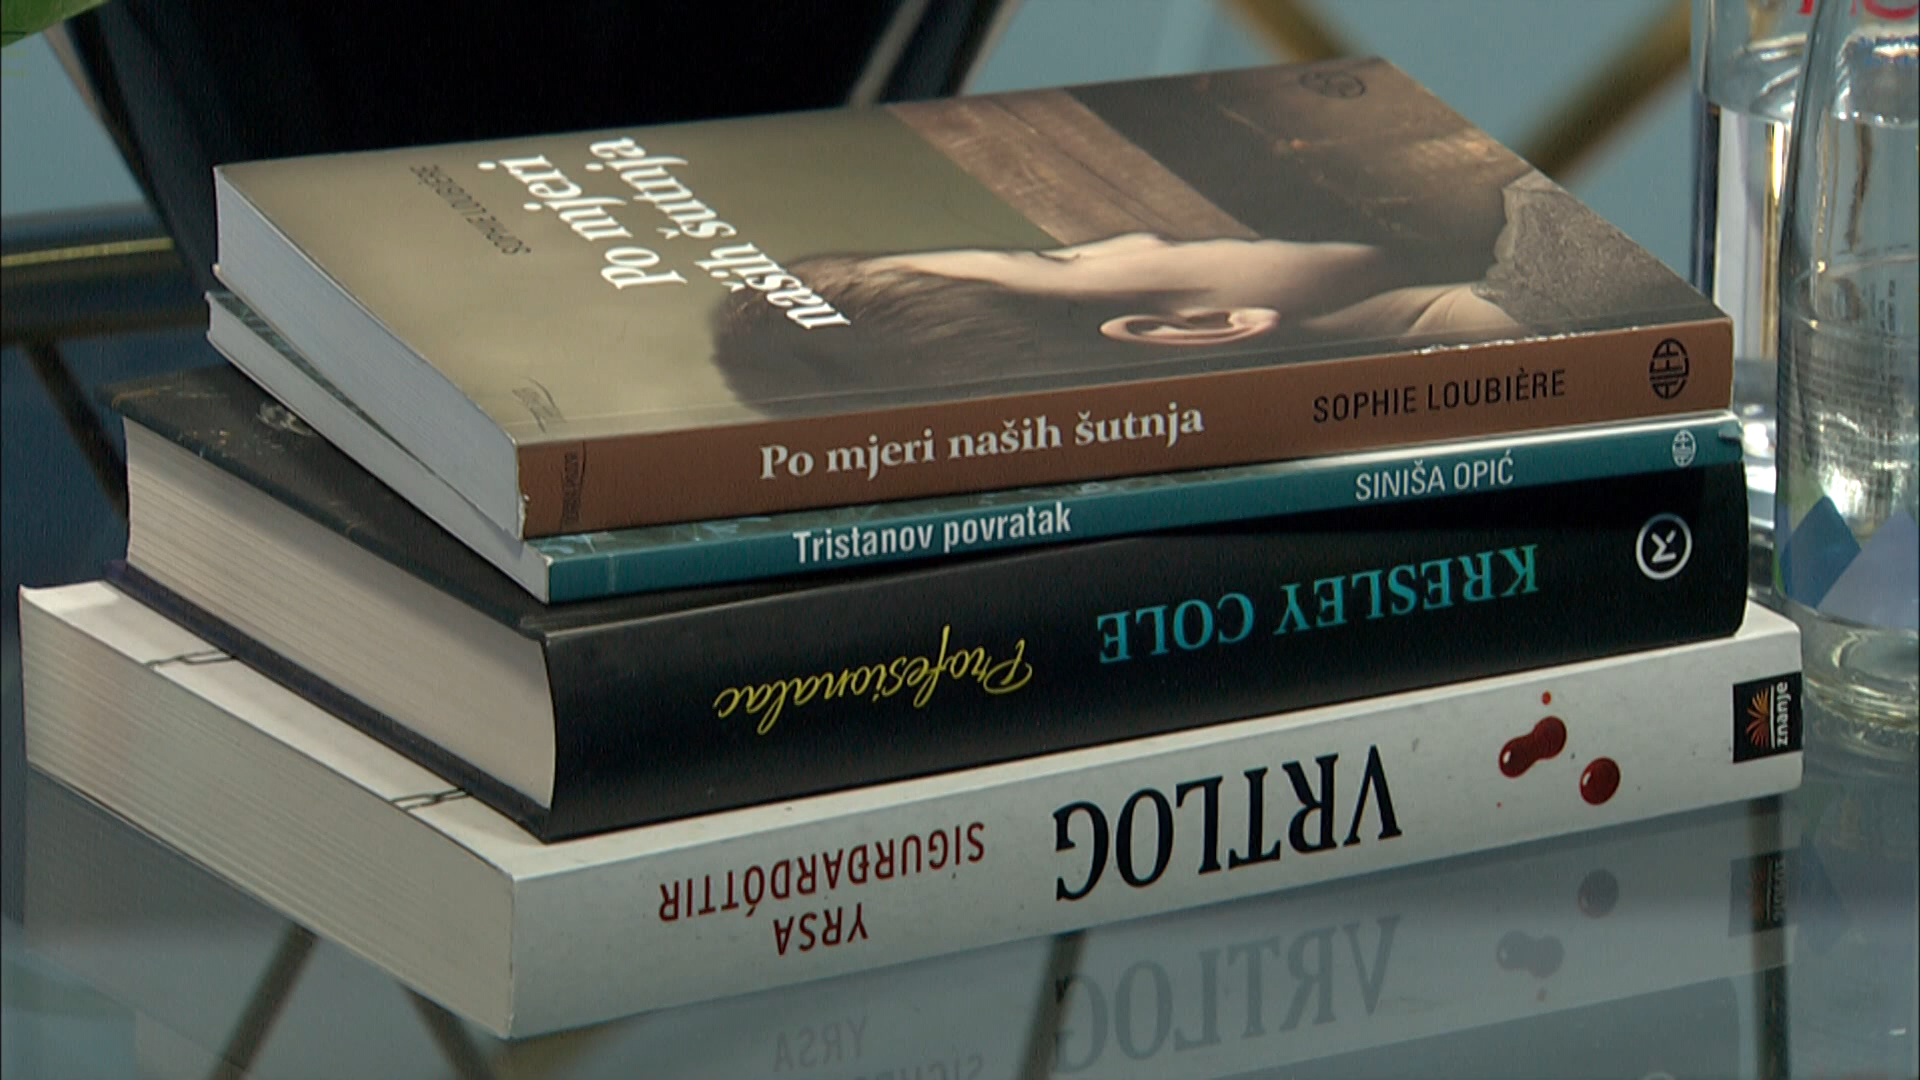 SOPHIE LOUBIÈRE
Po mjeri
naših šutnja
Po mjeri naših šutnja
SOPHIE LOUBIÈRE
Tristanov povratak
SINIŠA OPIĆ
KRESLEY COLE
Profesionalac
VRTLOG
YRSA
SIGURÐARDÓTTIR
znanje